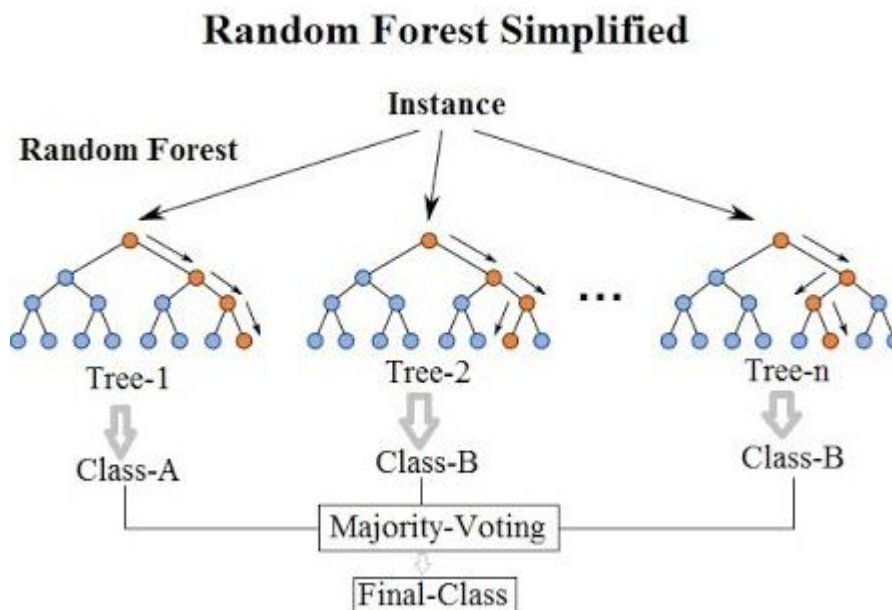 Random Forest Simplified
Instance
Random Forest
...
Tree-1
Tree-2
Tree-n
Class-A
Class-B
Class-B
Majority-Voting
Final-Class